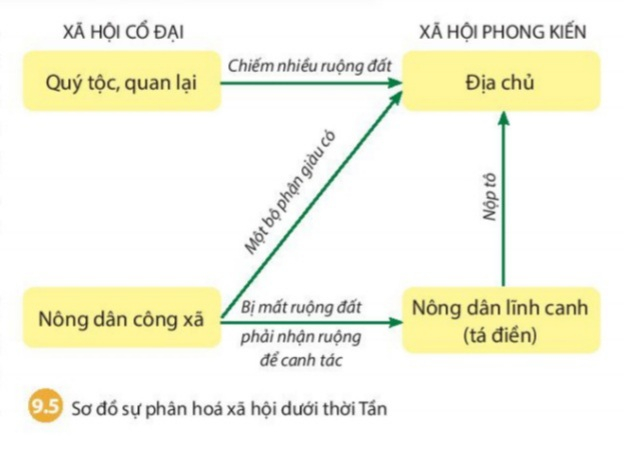 XÃ HỘI CỔ ĐẠI
XÃ HỘI PHONG KIẾN
Quý tộc, quan lại
Chiếm nhiều ruộng đất
Địa chủ
Một bộ phận giàu có
Nộp tô
Nông dân công xã
Bị mất ruộng đất
phải nhận ruộng
để canh tác
Nông dân lĩnh canh
(tá điền)
9.5 Sơ đồ sự phân hoá xã hội dưới thời Tần